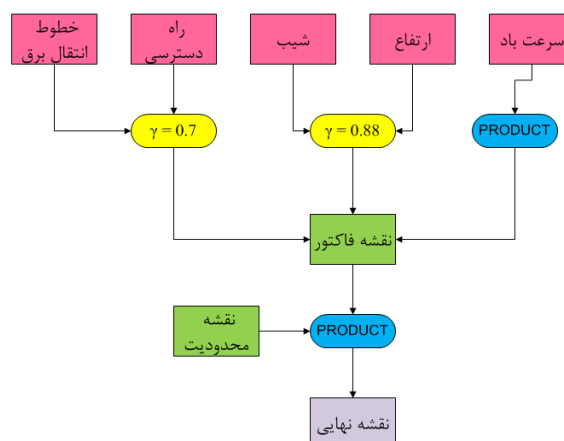 خطوط
انتقال برق
راه
دسترسی
شیب
ارتفاع
سرعت باد
γ = 0.7
γ = 0.88
PRODUCT
نقشه فاکتور
نقشه
محدودیت
PRODUCT
نقشه نهایی